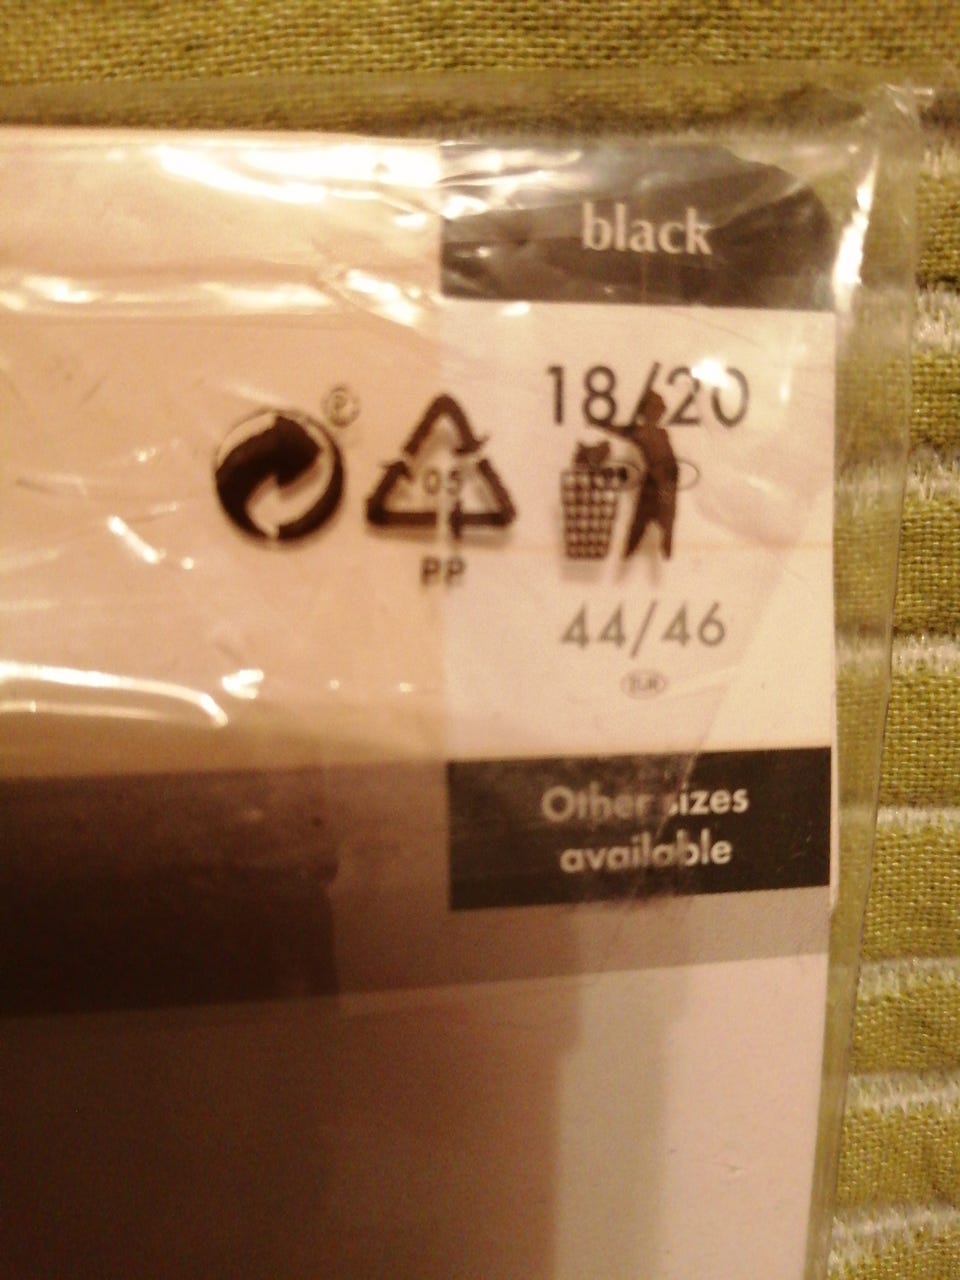 black
18/20
05
PP
44/46
EUR
Other sizes
available